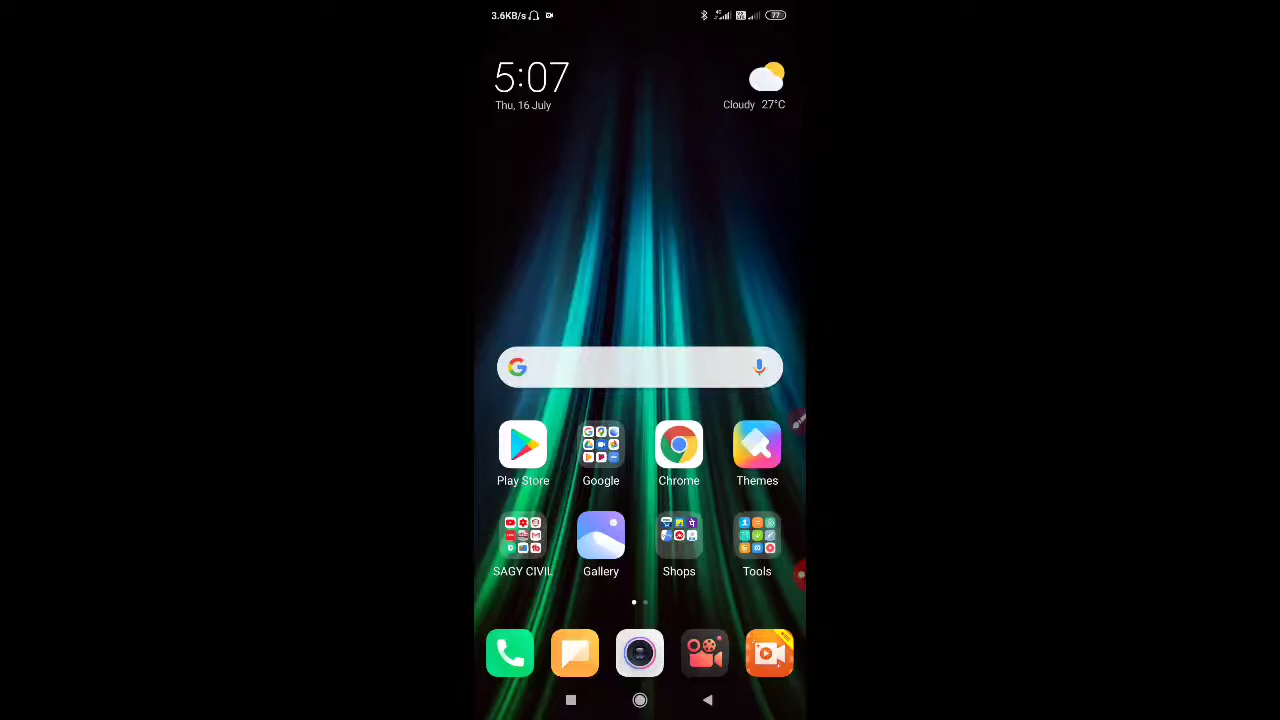 3.6KB/s
77
5:07
Thu, 16 July
Cloudy 27°C
Play Store
Google
Chrome
Themes
SAGY CIVIL
Gallery
Shops
Tools